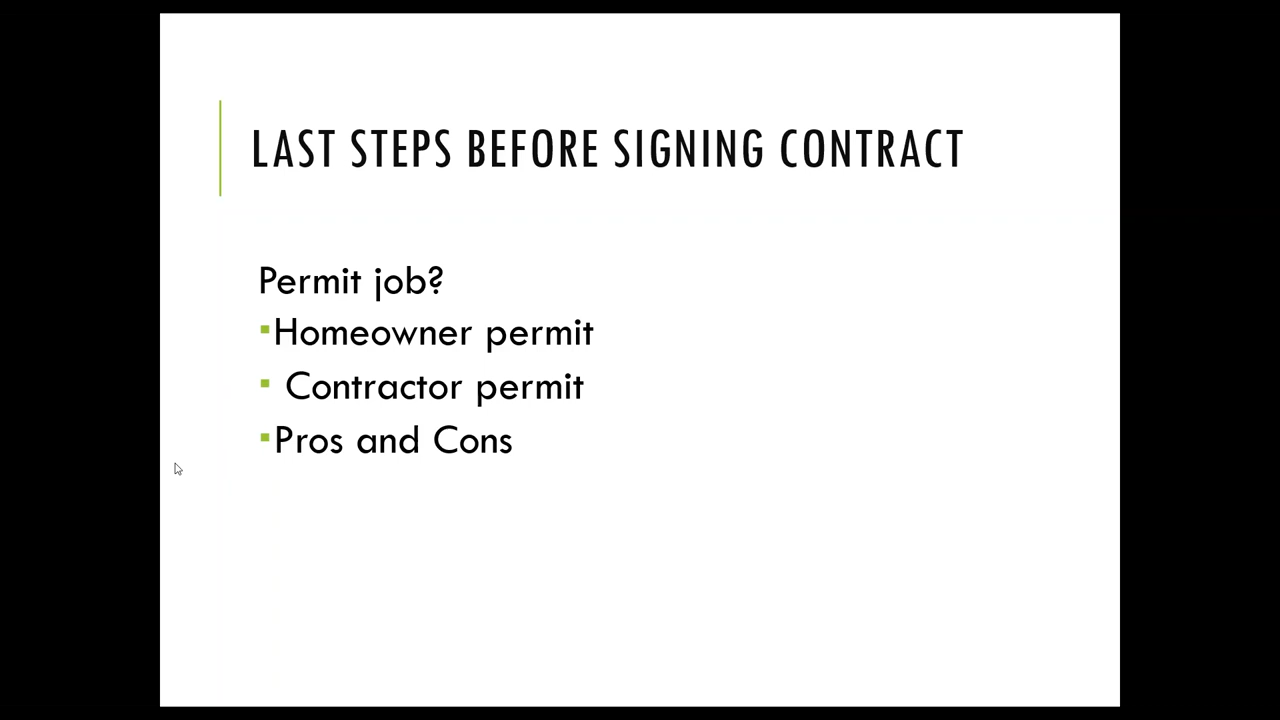 LAST STEPS BEFORE SIGNING CONTRACT
Permit job?
▪Homeowner permit
▪ Contractor permit
▪Pros and Cons